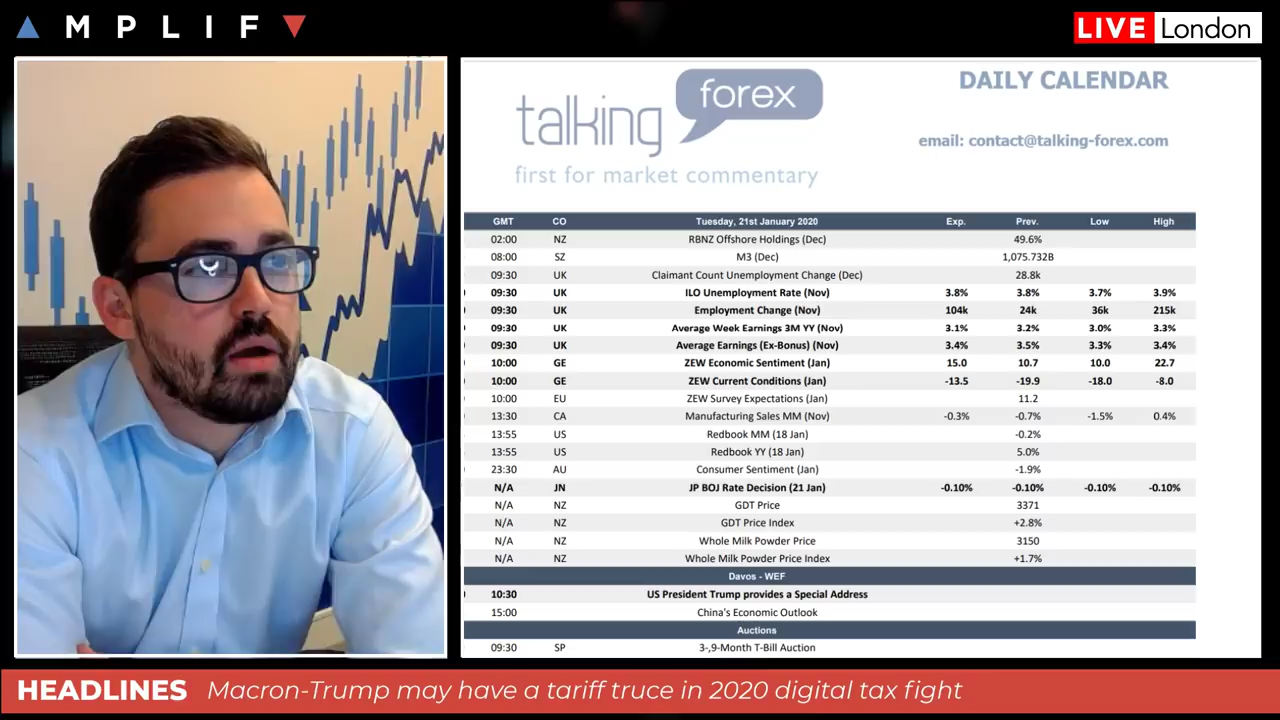 AMPLIFY
LIVE London
talking forex
first for market commentary
DAILY CALENDAR
email: contact@talking-forex.com
GMT CO Tuesday, 21st January 2020 Exp. Prev. Low High
02:00 NZ RBNZ Offshore Holdings (Dec) 49.6%
08:00 SZ M3 (Dec) 1,075.732B
09:30 UK Claimant Count Unemployment Change (Dec) 28.8k
09:30 UK ILO Unemployment Rate (Nov) 3.8% 3.8% 3.7% 3.9%
09:30 UK Employment Change (Nov) 104k 24k 36k 215k
09:30 UK Average Week Earnings 3M YY (Nov) 3.1% 3.2% 3.0% 3.3%
09:30 UK Average Earnings (Ex-Bonus) (Nov) 3.4% 3.5% 3.3% 3.4%
10:00 GE ZEW Economic Sentiment (Jan) 15.0 10.7 10.0 22.7
10:00 GE ZEW Current Conditions (Jan) -13.5 -19.9 -18.0 -8.0
10:00 EU ZEW Survey Expectations (Jan) 11.2
13:30 CA Manufacturing Sales MM (Nov) -0.3% -0.7% -1.5% 0.4%
13:55 US Redbook MM (18 Jan) -0.2%
13:55 US Redbook YY (18 Jan) 5.0%
23:30 AU Consumer Sentiment (Jan) -1.9%
N/A JN JP BOJ Rate Decision (21 Jan) -0.10% -0.10% -0.10% -0.10%
N/A NZ GDT Price 3371
N/A NZ GDT Price Index +2.8%
N/A NZ Whole Milk Powder Price 3150
N/A NZ Whole Milk Powder Price Index +1.7%
Davos - WEF
10:30 US President Trump provides a Special Address
15:00 China's Economic Outlook
Auctions
09:30 SP 3-,9-Month T-Bill Auction
HEADLINES Macron-Trump may have a tariff truce in 2020 digital tax fight